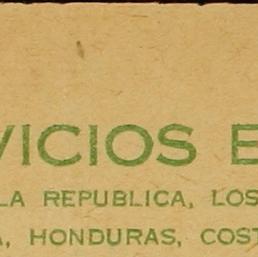 VICIOS E
LA REPUBLICA, LOS
A, HONDURAS, COST